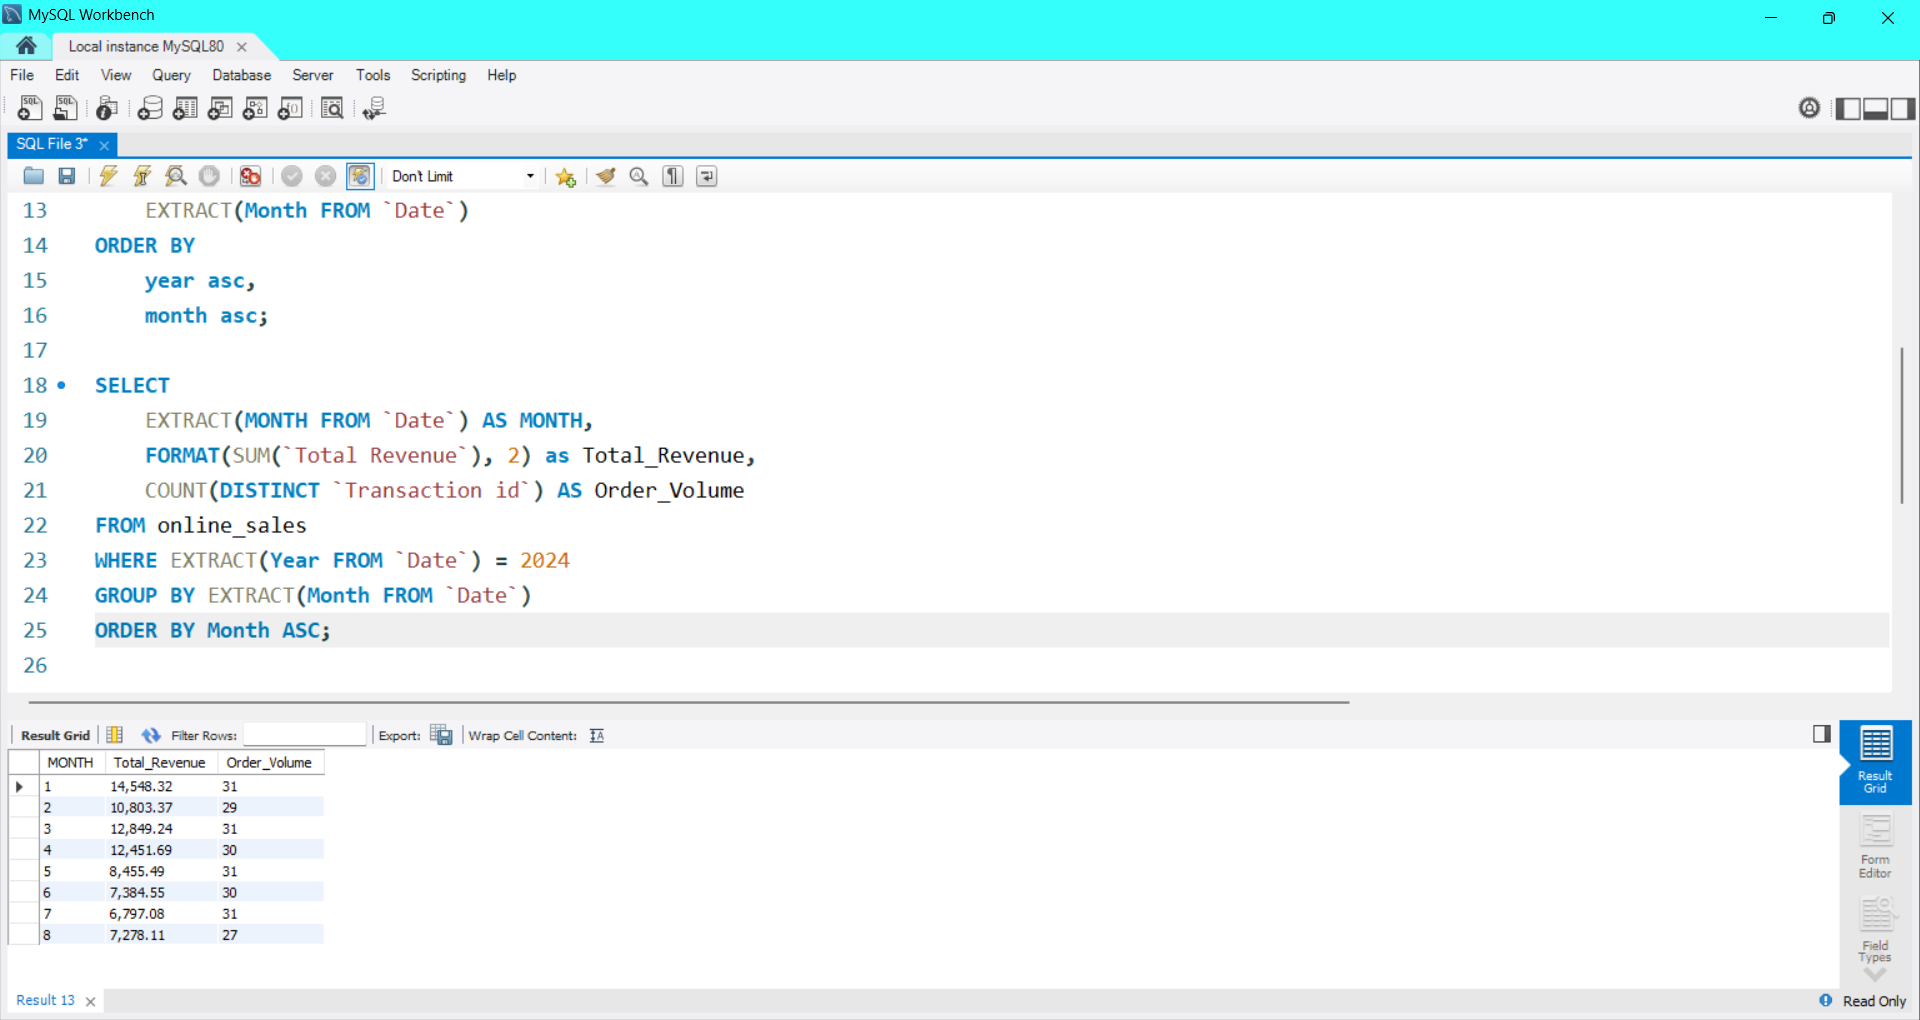 MySQL Workbench
Local instance MySQL80
File Edit View Query Database Server Tools Scripting Help
SQL File 3*
Don't Limit
13 EXTRACT(Month FROM `Date`)
14 ORDER BY
15 year asc,
16 month asc;
17
18 SELECT
19 EXTRACT(MONTH FROM `Date`) AS MONTH,
20 FORMAT(SUM(`Total Revenue`), 2) as Total_Revenue,
21 COUNT(DISTINCT `Transaction id`) AS Order_Volume
22 FROM online_sales
23 WHERE EXTRACT(Year FROM `Date`) = 2024
24 GROUP BY EXTRACT(Month FROM `Date`)
25 ORDER BY Month ASC;
26
Result Grid Filter Rows: Export: Wrap Cell Content:
MONTH Total_Revenue Order_Volume
1 14,548.32 31
2 10,803.37 29
3 12,849.24 31
4 12,451.69 30
5 8,455.49 31
6 7,384.55 30
7 6,797.08 31
8 7,278.11 27
Result
Grid
Form
Editor
Field
Types
Result 13
Read Only